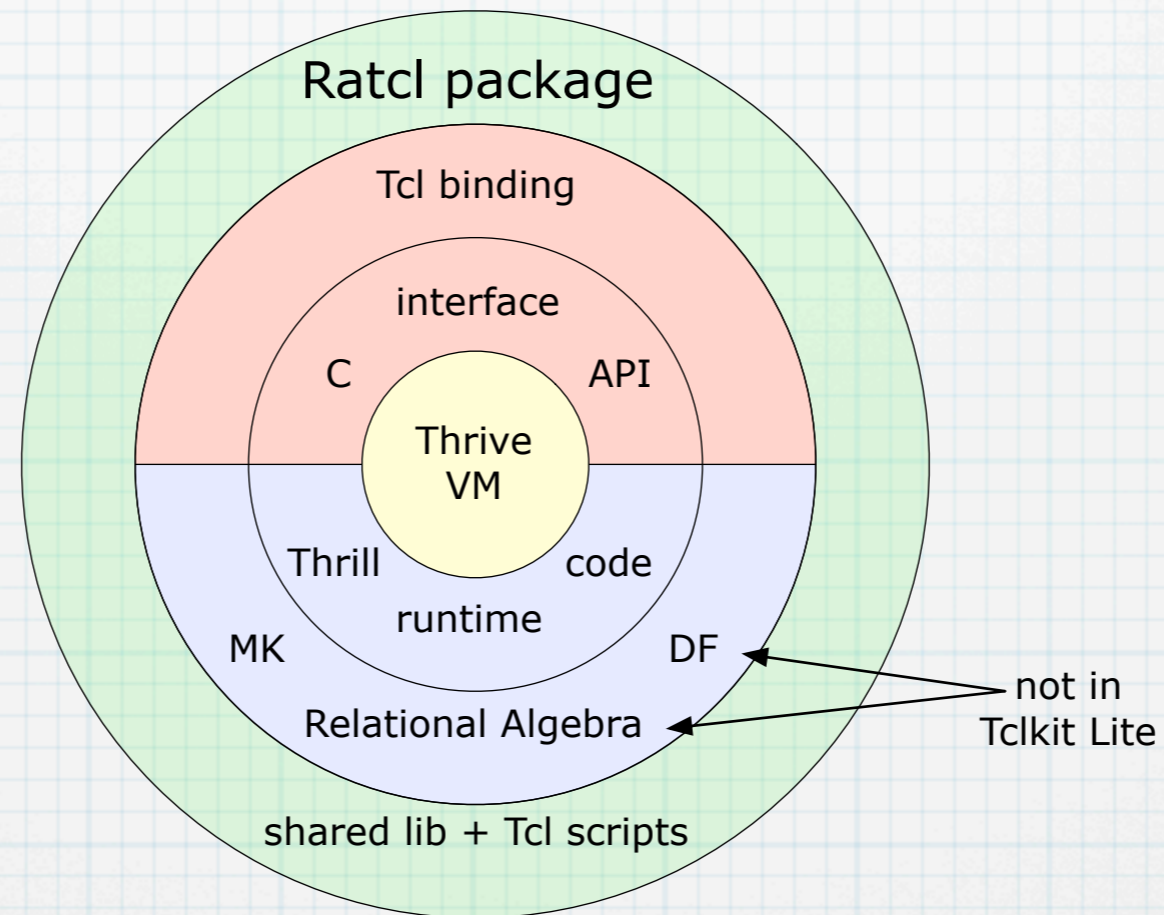 Ratcl package
Tcl binding
interface
C API
Thrive
VM
Thrill code
runtime
MK DF
not in
Relational Algebra
Tclkit Lite
shared lib + Tcl scripts